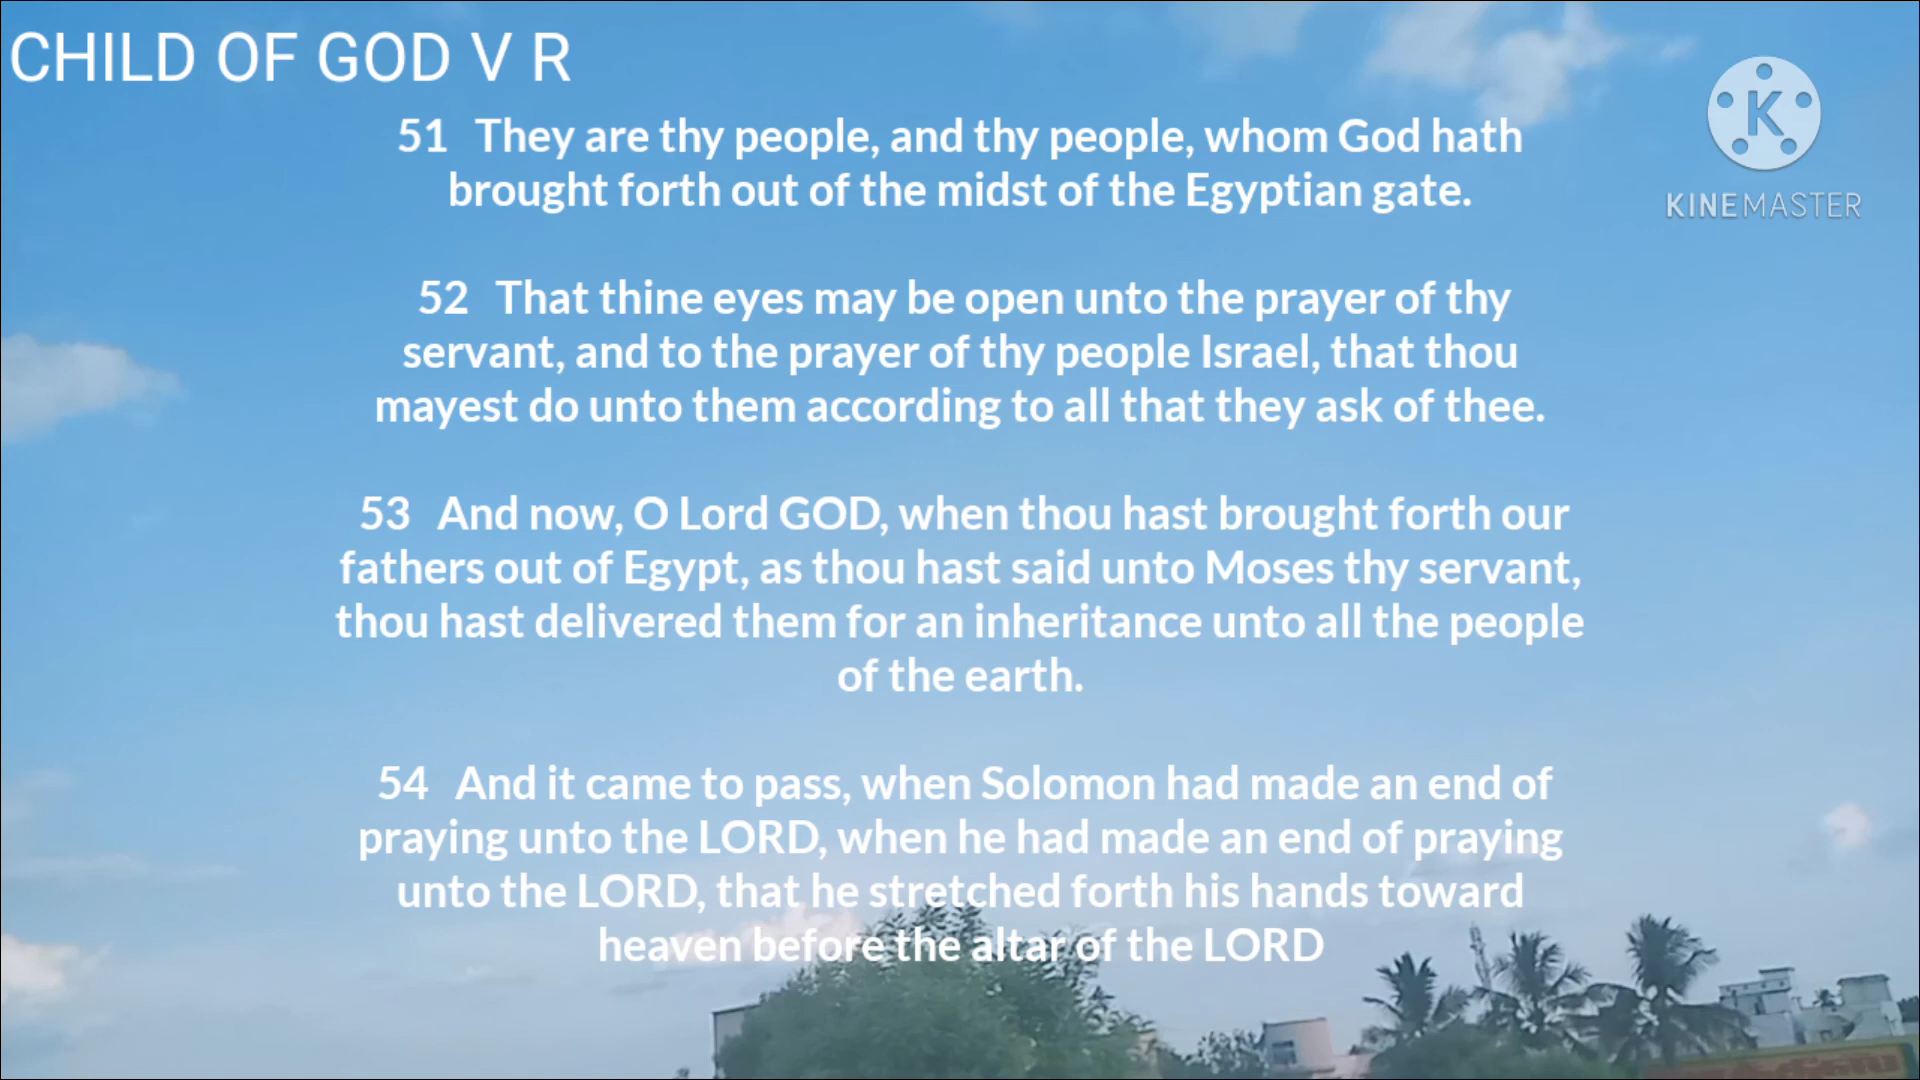 CHILD OF GOD V R
51 They are thy people, and thy people, whom God hath
brought forth out of the midst of the Egyptian gate.
52 That thine eyes may be open unto the prayer of thy
servant, and to the prayer of thy people Israel, that thou
mayest do unto them according to all that they ask of thee.
53 And now, O Lord GOD, when thou hast brought forth our
fathers out of Egypt, as thou hast said unto Moses thy servant,
thou hast delivered them for an inheritance unto all the people
of the earth.
54 And it came to pass, when Solomon had made an end of
praying unto the LORD, when he had made an end of praying
unto the LORD, that he stretched forth his hands toward
heaven before the altar of the LORD
K
KINEMASTER